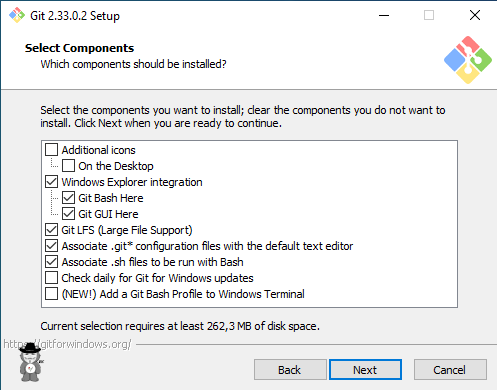 Git 2.33.0.2 Setup
Select Components
Which components should be installed?
Select the components you want to install; clear the components you do not want to
install. Click Next when you are ready to continue.
Additional icons
On the Desktop
Windows Explorer integration
Git Bash Here
Git GUI Here
Git LFS (Large File Support)
Associate .git* configuration files with the default text editor
Associate .sh files to be run with Bash
Check daily for Git for Windows updates
(NEW!) Add a Git Bash Profile to Windows Terminal
Current selection requires at least 262,3 MB of disk space.
https://gitforwindows.org/
Back
Next
Cancel